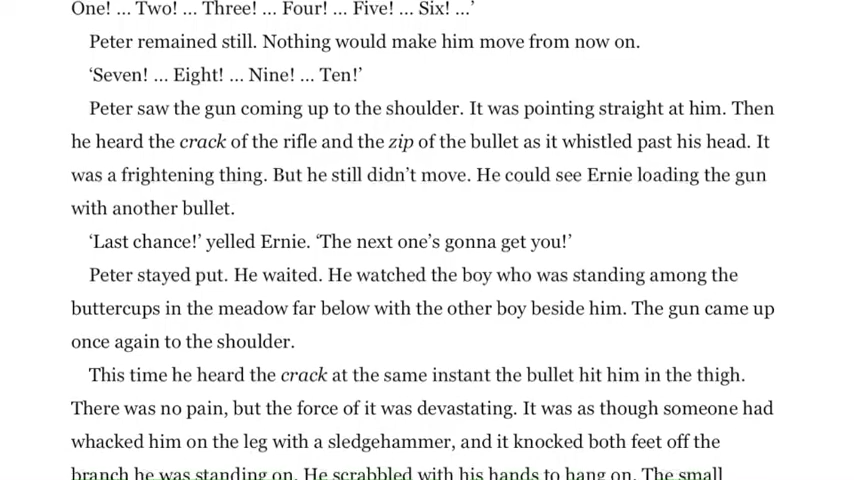 One! ... Two! ... Three! ... Four! ... Five! ... Six! ...’
Peter remained still. Nothing would make him move from now on.
‘Seven! ... Eight! ... Nine! ... Ten!’
Peter saw the gun coming up to the shoulder. It was pointing straight at him. Then
he heard the crack of the rifle and the zip of the bullet as it whistled past his head. It
was a frightening thing. But he still didn’t move. He could see Ernie loading the gun
with another bullet.
‘Last chance!’ yelled Ernie. ‘The next one’s gonna get you!’
Peter stayed put. He waited. He watched the boy who was standing among the
buttercups in the meadow far below with the other boy beside him. The gun came up
once again to the shoulder.
This time he heard the crack at the same instant the bullet hit him in the thigh.
There was no pain, but the force of it was devastating. It was as though someone had
whacked him on the leg with a sledgehammer, and it knocked both feet off the
branch he was standing on. He scrabbled with his hands to hang on. The small